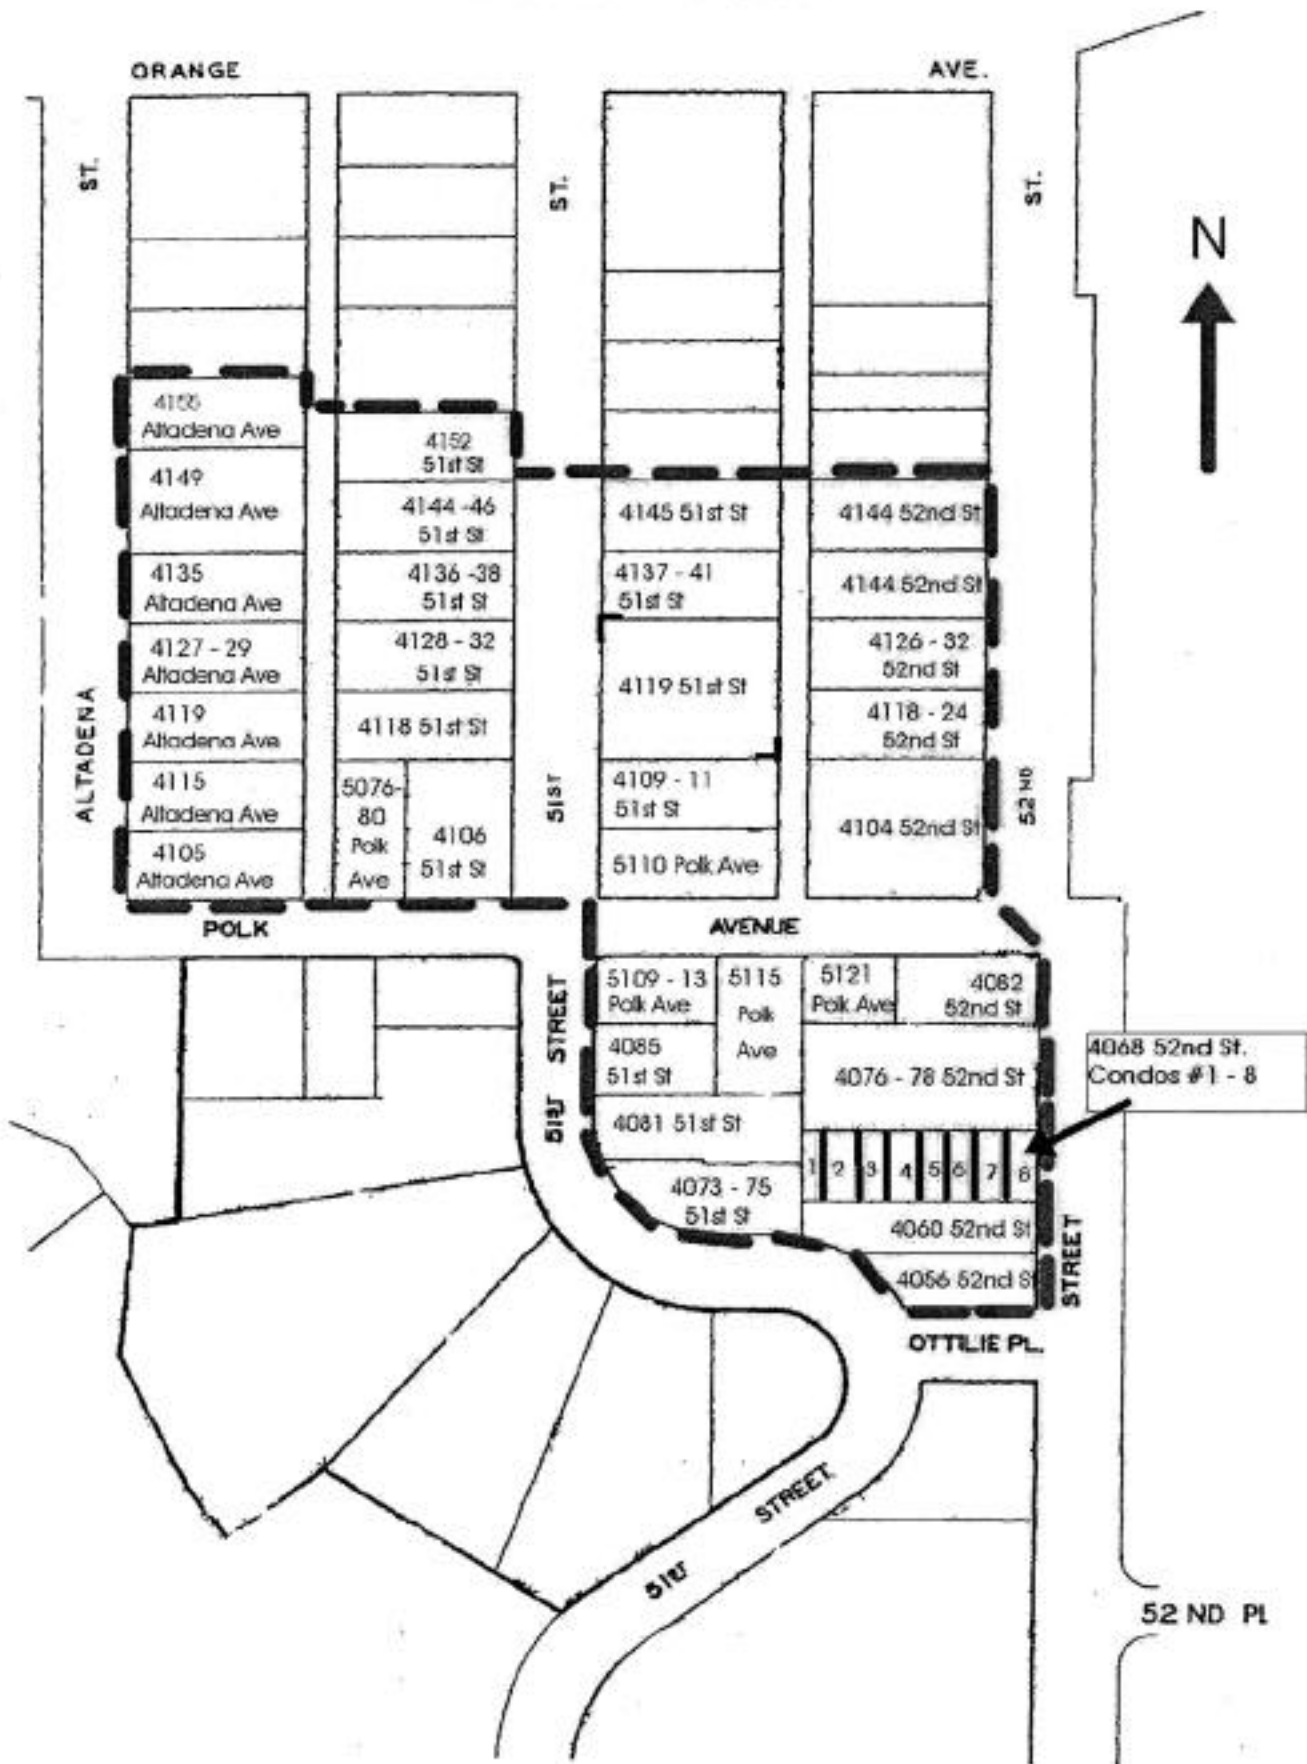 ORANGE
AVE.
ST.
ST.
ST.
N
4155
Altadena Ave
4152
51st St
4149
Altadena Ave
4144 -46
51st St
4145 51st St
4144 52nd St
4135
Altadena Ave
4136 -38
51st St
4137 - 41
51st St
4144 52nd St
4127 - 29
Altadena Ave
4128 - 32
51st St
4119 51st St
4126 - 32
52nd St
4119
Altadena Ave
4118 51st St
4118 - 24
52nd St
ALTADENA
4115
Altadena Ave
5076-
80
Polk
Ave
4106
51st St
51ST
4109 - 11
51st St
4104 52nd St
52ND
4105
Altadena Ave
5110 Polk Ave
POLK
AVENUE
5109 - 13
Polk Ave
5115
Polk
Ave
5121
Polk Ave
4082
52nd St
51ST STREET
4085
51st St
4076 - 78 52nd St
4068 52nd St.
Condos #1 - 8
4081 51st St
1 2 3 4 5 6 7 8
4073 - 75
51st St
4060 52nd St
4056 52nd St
STREET
OTTILIE PL.
51ST STREET
52 ND PL